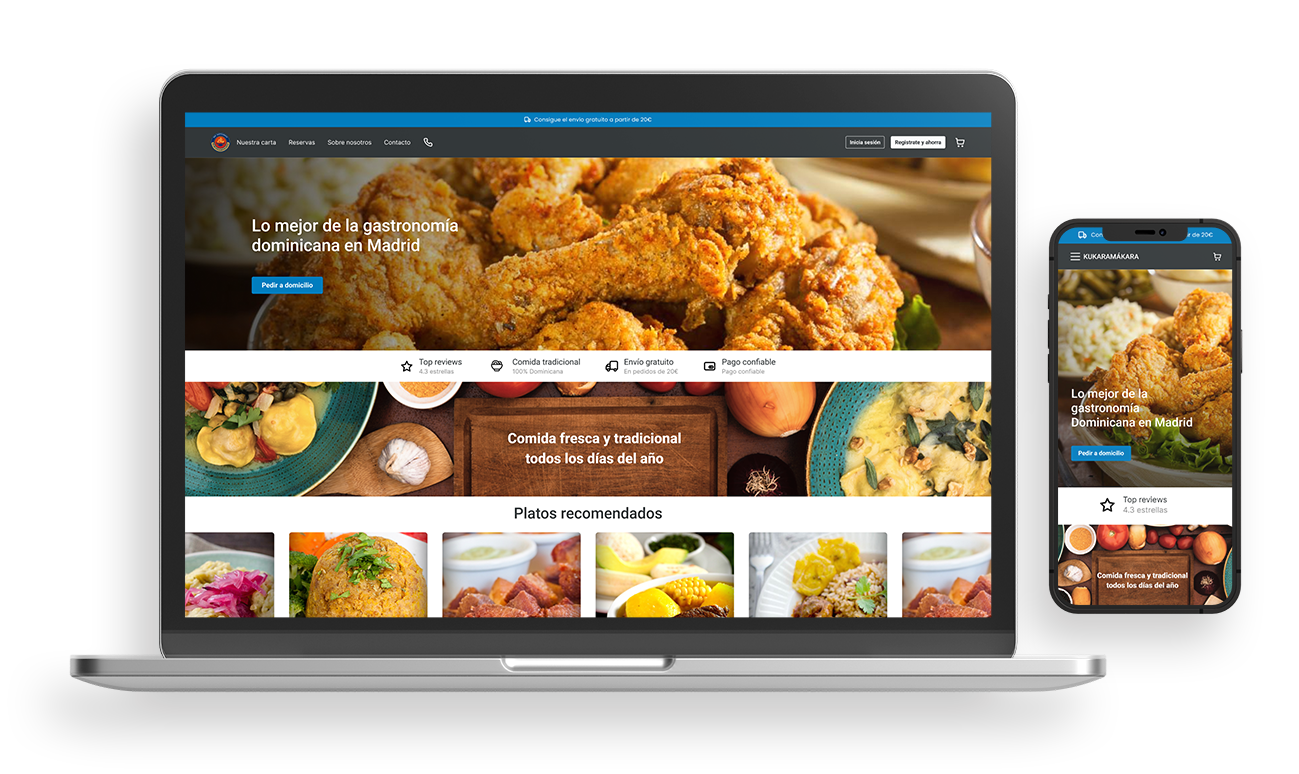 Consigue el envío gratuito a partir de 20€
Nuestra carta
Reservas
Sobre nosotros
Contacto
Inicia sesión
Regístrate y ahorra
Lo mejor de la gastronomía
dominicana en Madrid
Pedir a domicilio
Top reviews
4.3 estrellas
Comida tradicional
100% Dominicana
Envío gratuito
En pedidos de 20€
Pago confiable
Pago confiable
Comida fresca y tradicional
todos los días del año
Platos recomendados
Con
r de 20€
KUKARAMÁKARA
Lo mejor de la
gastronomía
Dominicana en Madrid
Pedir a domicilio
Top reviews
4.3 estrellas
Comida fresca y tradicional
todos los días del año